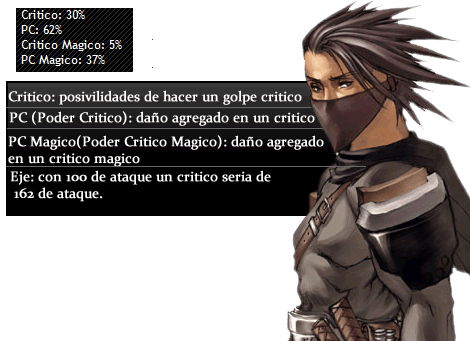 Critico: 30%
PC: 62%
Critico Magico: 5%
PC Magico: 37%
Critico: posivilidades de hacer un golpe critico
PC (Poder Critico): daño agregado en un critico
PC Magico(Poder Critico Magico): daño agregado
en un critico magico
Eje: con 100 de ataque un critico seria de
162 de ataque.